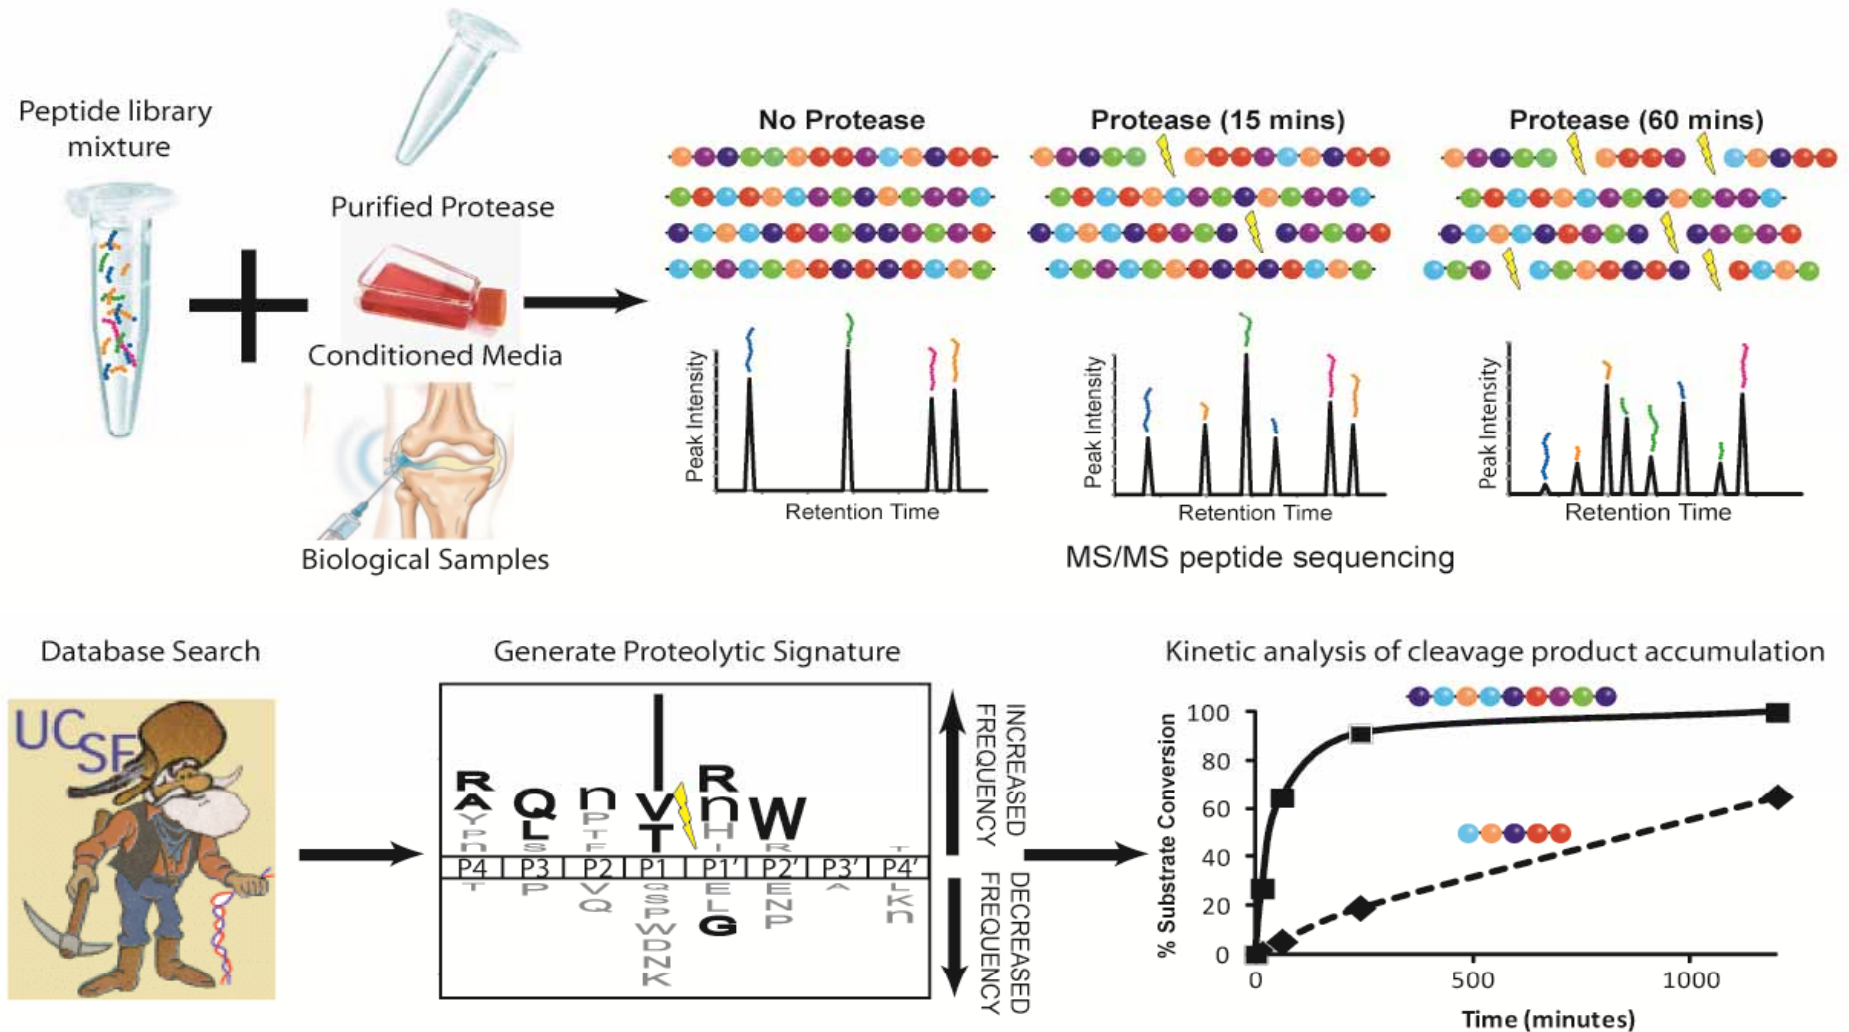 Peptide library
mixture
Purified Protease
Conditioned Media
Biological Samples
No Protease
Protease (15 mins)
Protease (60 mins)
Peak Intensity
Retention Time
Peak Intensity
Retention Time
Peak Intensity
Retention Time
MS/MS peptide sequencing
Database Search
UCSF
Generate Proteolytic Signature
I
R R
A Q n V n W
Y L P T H
P S T I R T
n F
P4 P3 P2 P1 P1′ P2′ P3′ P4′
T P V Q E E A L
Q S L N K
P G P n
W
D
N
K
INCREASED
FREQUENCY
DECREASED
FREQUENCY
Kinetic analysis of cleavage product accumulation
% Substrate Conversion
100
80
60
40
20
0
0 500 1000
Time (minutes)